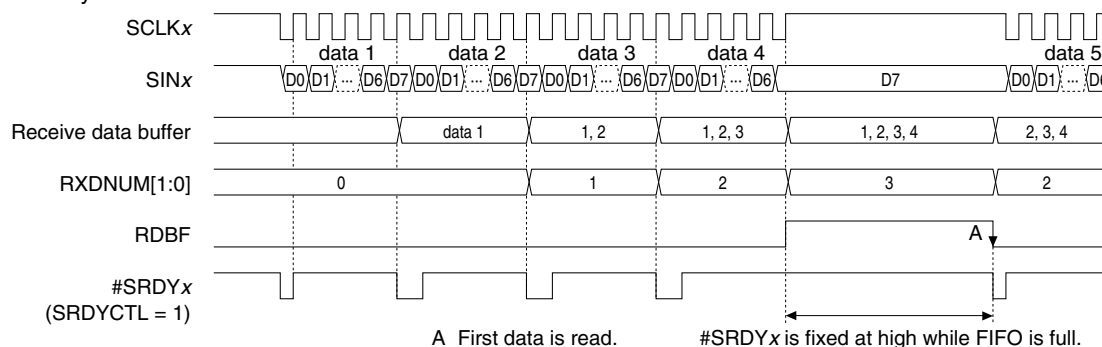 SCLKx
data 1 data 2 data 3 data 4 data 5
SINx D0 D1 ... D6 D7 D0 D1 ... D6 D7 D0 D1 ... D6 D7 D0 D1 ... D6 D7 D0 D1 ...
Receive data buffer data 1 1, 2 1, 2, 3 1, 2, 3, 4 2, 3, 4
RXDNUM[1:0] 0 1 2 3 2
RDBF A
#SRDYx
(SRDYCTL = 1)
A First data is read. #SRDYx is fixed at high while FIFO is full.